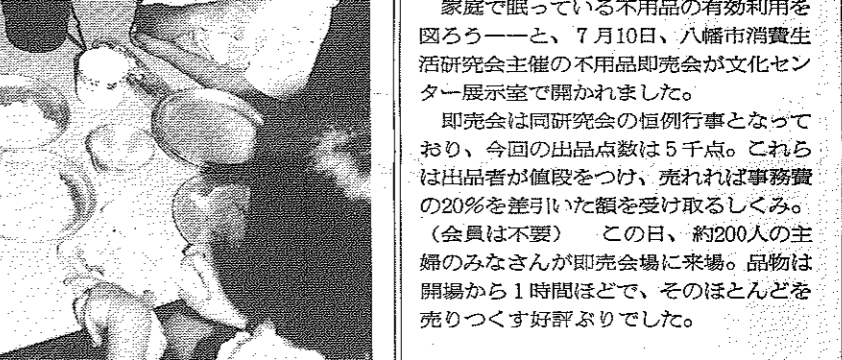 家庭で眠っている不用品の有効利用を
図ろう――と、7月10日、八幡市消費生
活研究会主催の不用品即売会が文化セン
ター展示室で開かれました。
即売会は同研究会の恒例行事となって
おり、今回の出品点数は5千点。これら
は出品者が値段をつけ、売れれば事務費
の20%を差引いた額を受け取るしくみ。
(会員は不要) この日、約200人の主
婦のみなさんが即売会場に来場。品物は
開場から1時間ほどで、そのほとんどを
売りつくす好評ぶりでした。